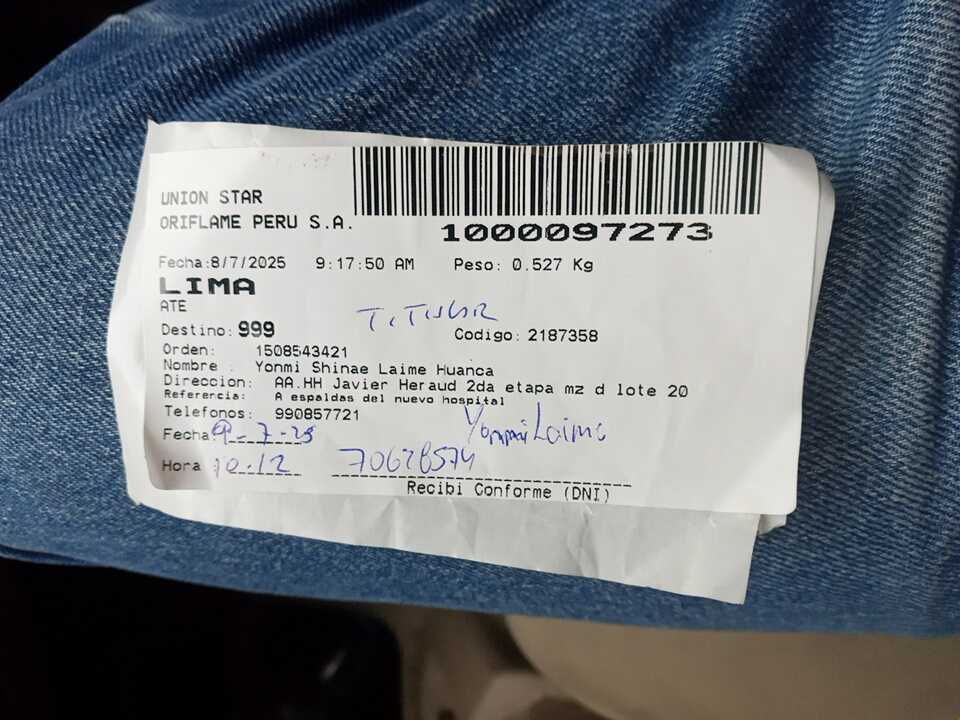 UNION STAR
ORIFLAME PERU S.A.
1000097273
Fecha:8/7/2025 9:17:50 AM Peso: 0.527 Kg
LIMA
ATE
TITULAR
Destino: 999 Codigo: 2187358
Orden: 1508543421
Nombre : Yonmi Shinae Laime Huanca
Direccion: AA.HH Javier Heraud 2da etapa mz d lote 20
Referencia: A espaldas del nuevo hospital
Telefonos: 990857721
Fecha: 9-7-25 Yonmi Laime
Hora 10.12 70628574
Recibi Conforme (DNI)